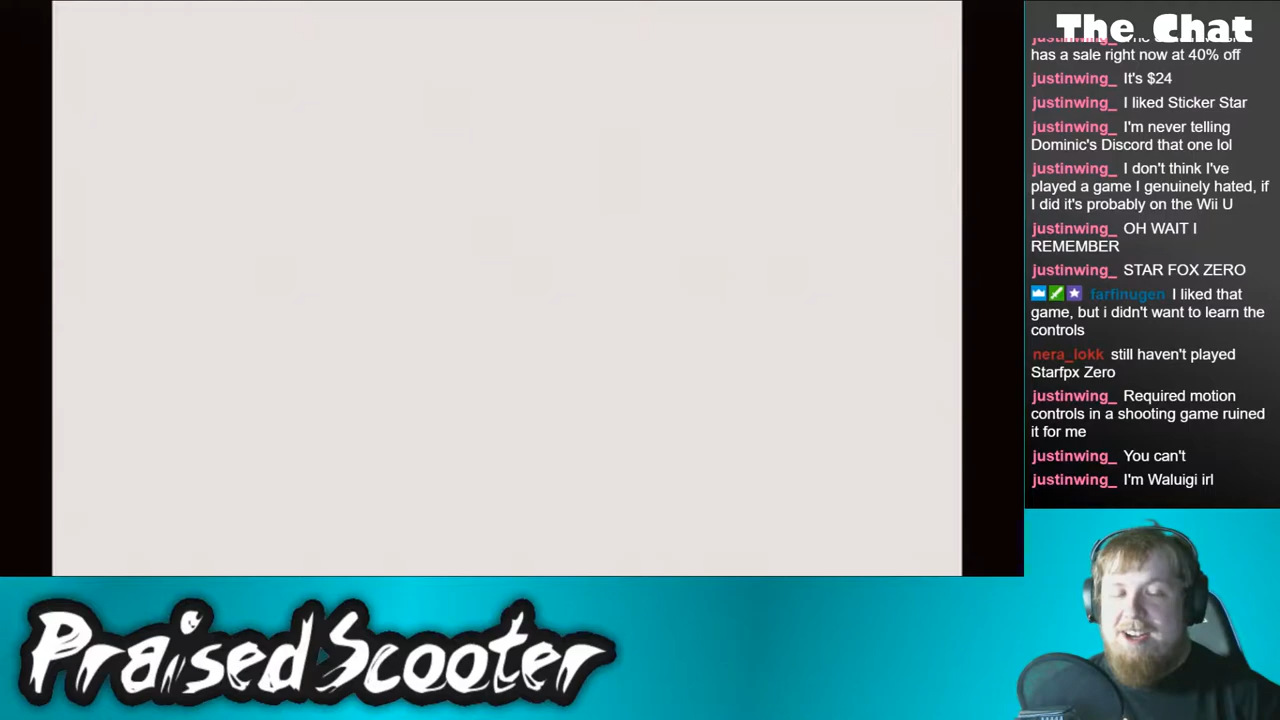 The Chat
has a sale right now at 40% off
justinwing_ It's $24
justinwing_ I liked Sticker Star
justinwing_ I'm never telling
Dominic's Discord that one lol
justinwing_ I don't think I've
played a game I genuinely hated, if
I did it's probably on the Wii U
justinwing_ OH WAIT I
REMEMBER
justinwing_ STAR FOX ZERO
farfinugen I liked that
game, but i didn't want to learn the
controls
nera_lokk still haven't played
Starfpx Zero
justinwing_ Required motion
controls in a shooting game ruined
it for me
justinwing_ You can't
justinwing_ I'm Waluigi irl
Praised Scooter